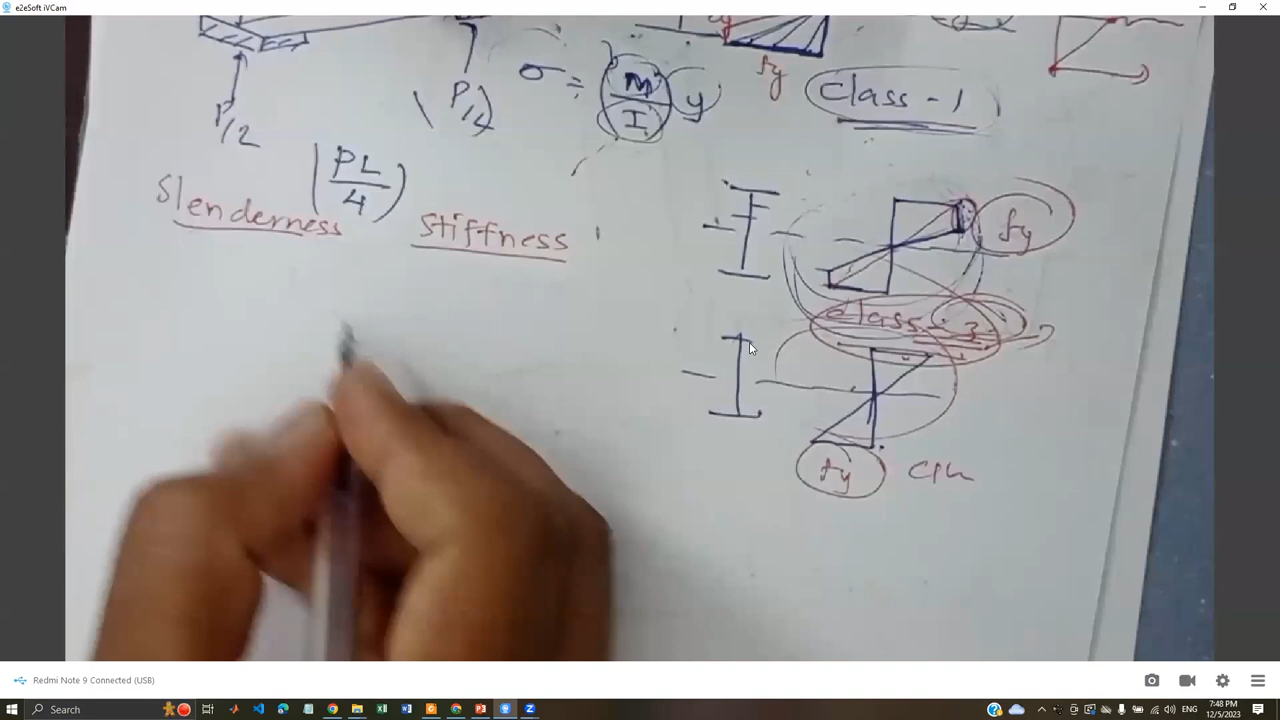 e2eSoft iVCam
fy
σ = M/I y
Class - 1
P/2
P/2
(PL/4)
Slenderness Stiffness
fy
class - 3
fy
Redmi Note 9 Connected (USB)
Search
ENG
7:48 PM
12/5/2023